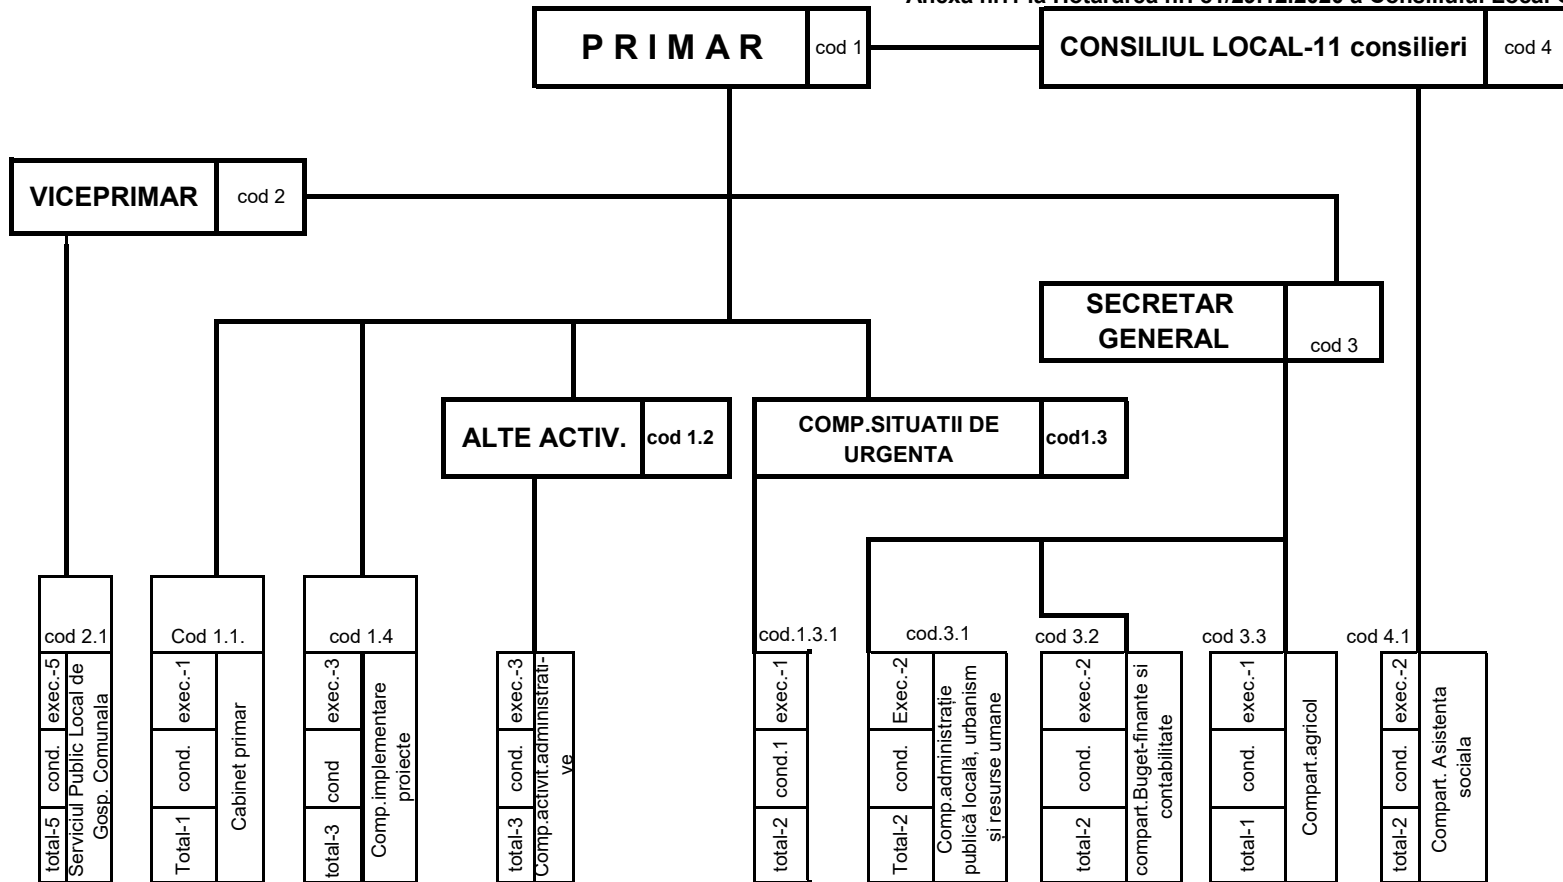 P R I M A R
cod 1
CONSILIUL LOCAL-11 consilieri
cod 4
VICEPRIMAR
cod 2
SECRETAR
GENERAL
cod 3
ALTE ACTIV.
cod 1.2
COMP.SITUATII DE
URGENTA
cod1.3
cod 2.1
exec.-5
cond.
total-5
Serviciul Public Local de
Gosp. Comunala
Cod 1.1.
exec.-1
cond.
Total-1
Cabinet primar
cod 1.4
exec.-3
cond
total-3
Comp.implementare
proiecte
exec.-3
cond.
total-3
Comp.activit.administrati-
ve
cod.1.3.1
exec.-1
cond.1
total-2
cod.3.1
Exec.-2
cond.
Total-2
Comp.administrație
publică locală, urbanism
și resurse umane
cod 3.2
exec.-2
cond.
total-2
compart.Buget-finante si
contabilitate
cod 3.3
exec.-1
cond.
total-1
Compart.agricol
cod 4.1
exec.-2
cond.
total-2
Compart. Asistenta
sociala